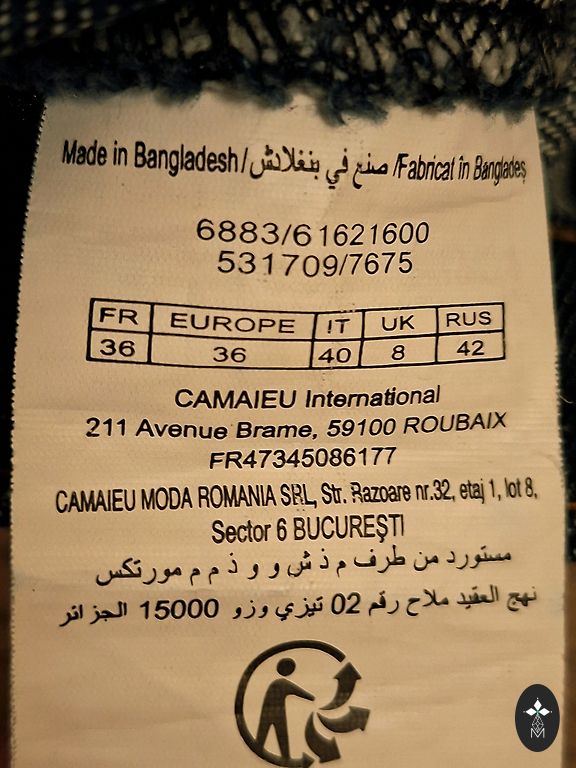 Made in Bangladesh/صنع في بنغلادش/Fabricat în Banglades
6883/61621600
531709/7675
FR EUROPE IT UK RUS
36 36 40 8 42
CAMAIEU International
211 Avenue Brame, 59100 ROUBAIX
FR47345086177
CAMAIEU MODA ROMANIA SRL, Str. Razoare nr.32, etaj 1, lot 8,
Sector 6 BUCUREŞTI
مستورد من طرف م ذ ش و و ذ م م مورتكس
نهج العقيد ملاح رقم 02 تيزي وزو 15000 الجزائر
M